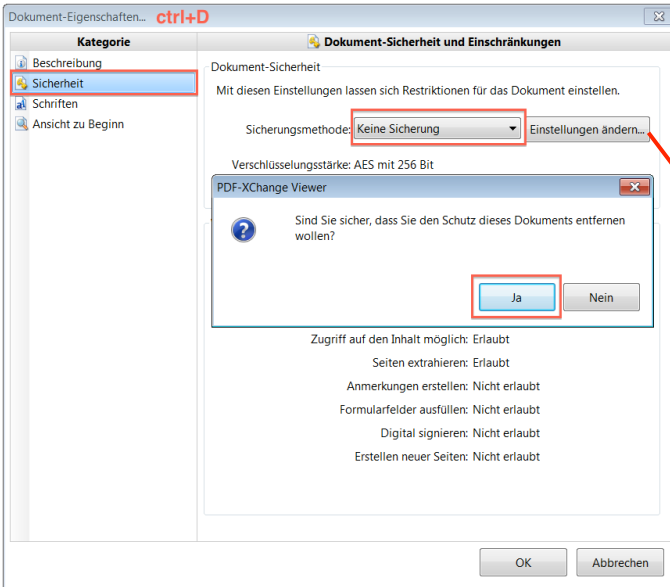 Dokument-Eigenschaften... ctrl+D
Kategorie
Beschreibung
Sicherheit
Schriften
Ansicht zu Beginn
Dokument-Sicherheit und Einschränkungen
Dokument-Sicherheit
Mit diesen Einstellungen lassen sich Restriktionen für das Dokument einstellen.
Sicherungsmethode: Keine Sicherung Einstellungen ändern...
Verschlüsselungsstärke: AES mit 256 Bit
PDF-XChange Viewer
Sind Sie sicher, dass Sie den Schutz dieses Dokuments entfernen
wollen?
Ja Nein
Zugriff auf den Inhalt möglich: Erlaubt
Seiten extrahieren: Erlaubt
Anmerkungen erstellen: Nicht erlaubt
Formularfelder ausfüllen: Nicht erlaubt
Digital signieren: Nicht erlaubt
Erstellen neuer Seiten: Nicht erlaubt
OK Abbrechen